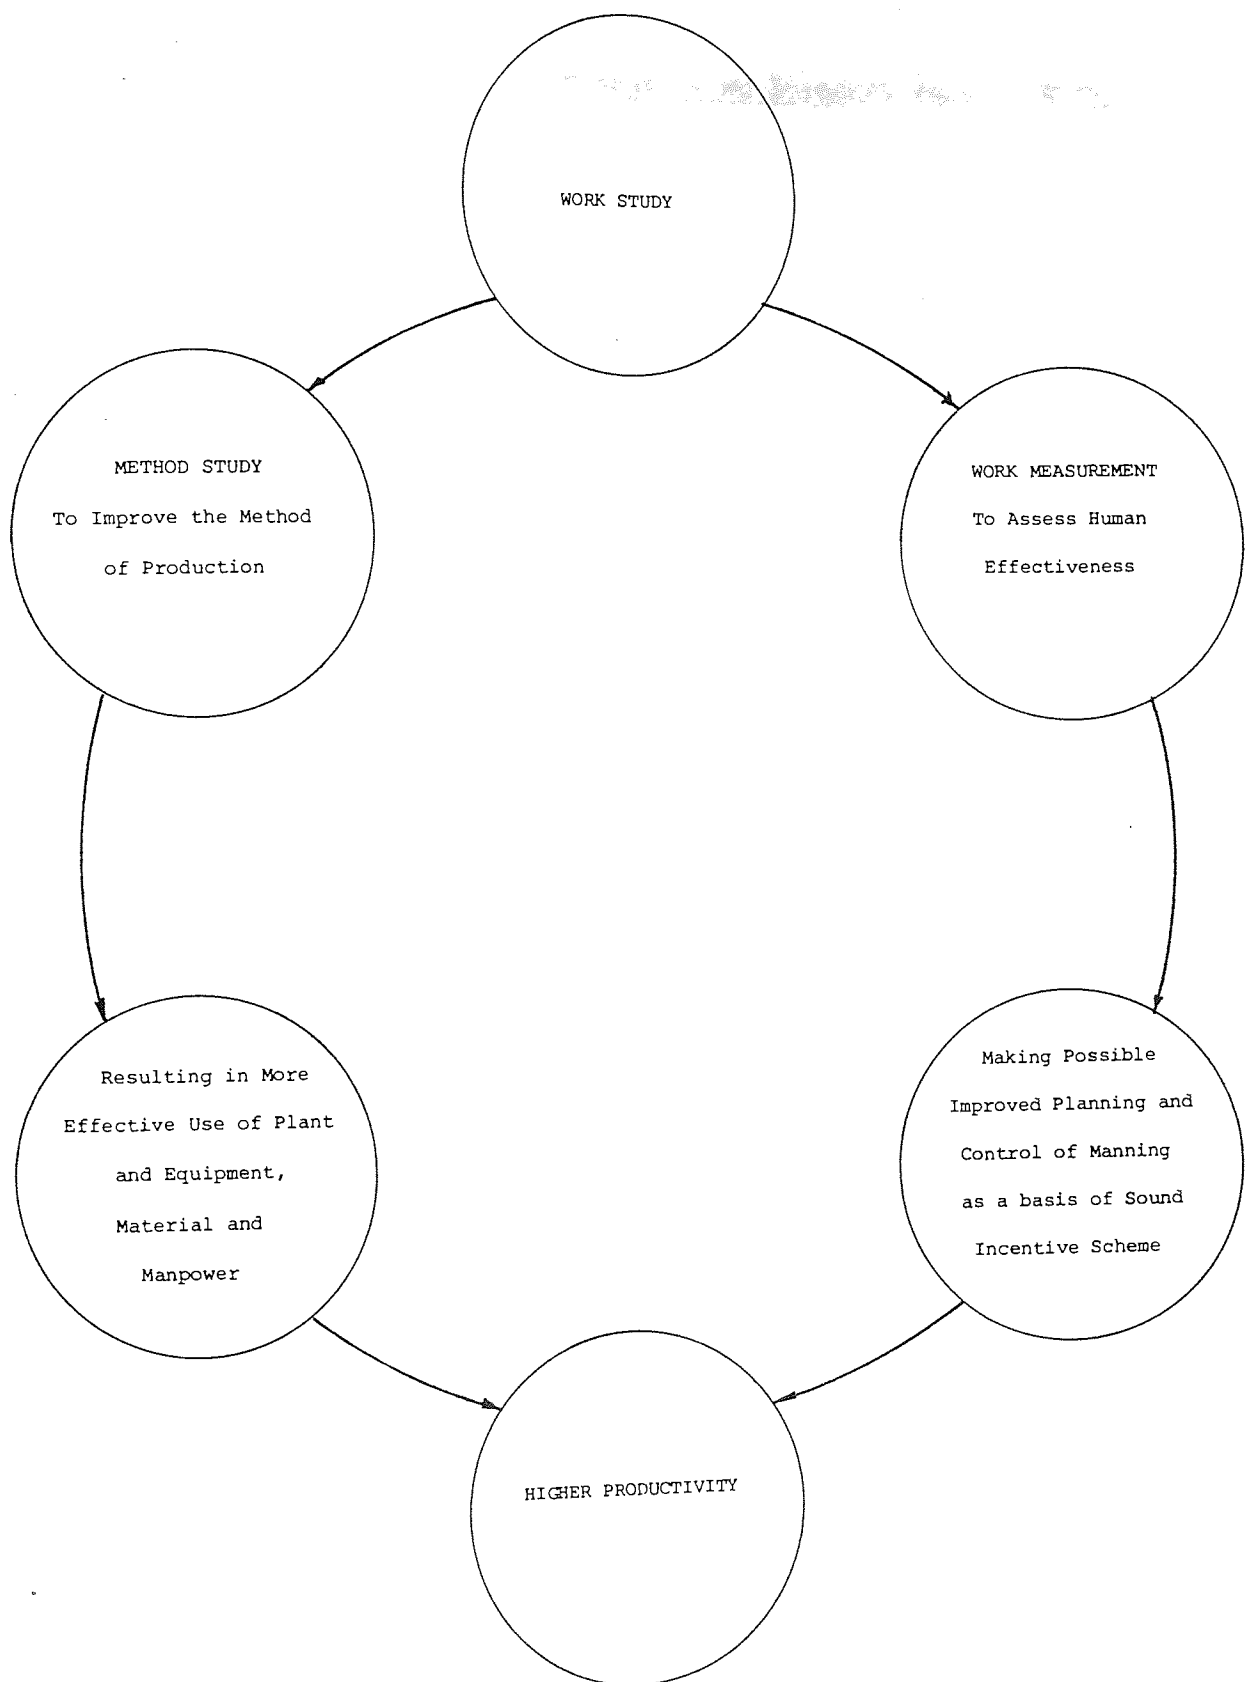 WORK STUDY
METHOD STUDY
To Improve the Method
of Production
WORK MEASUREMENT
To Assess Human
Effectiveness
Resulting in More
Effective Use of Plant
and Equipment,
Material and
Manpower
Making Possible
Improved Planning and
Control of Manning
as a basis of Sound
Incentive Scheme
HIGHER PRODUCTIVITY